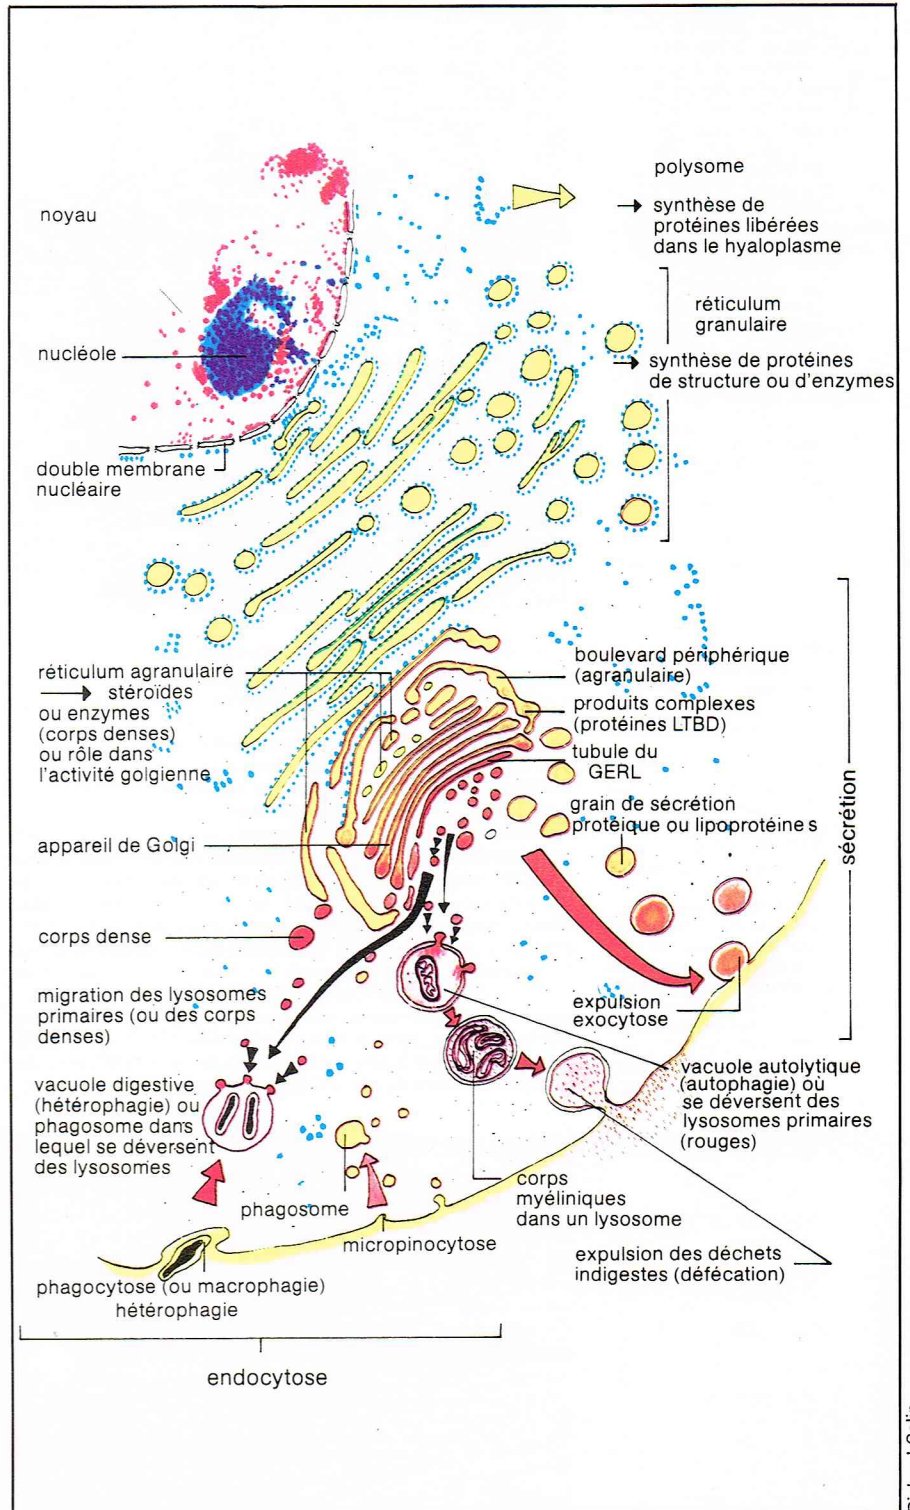 polysome
noyau
→ synthèse de
protéines libérées
dans le hyaloplasme
réticulum
granulaire
nucléole
→ synthèse de protéines
de structure ou d'enzymes
double membrane
nucléaire
réticulum agranulaire
→ stéroïdes
ou enzymes
(corps denses)
ou rôle dans
l'activité golgienne
boulevard périphérique
(agranulaire)
produits complexes
(protéines LTBD)
tubule du
GERL
grain de sécrétion
protéique ou lipoprotéines
sécrétion
appareil de Golgi
corps dense
migration des lysosomes
primaires (ou des corps
denses)
expulsion
exocytose
vacuole digestive
(hétérophagie) ou
phagosome dans
lequel se déversent
des lysosomes
vacuole autolytique
(autophagie) où
se déversent des
lysosomes primaires
(rouges)
phagosome
corps
myéliniques
dans un lysosome
micropinocytose
expulsion des déchets
indigestes (défécation)
phagocytose (ou macrophagie)
hétérophagie
endocytose